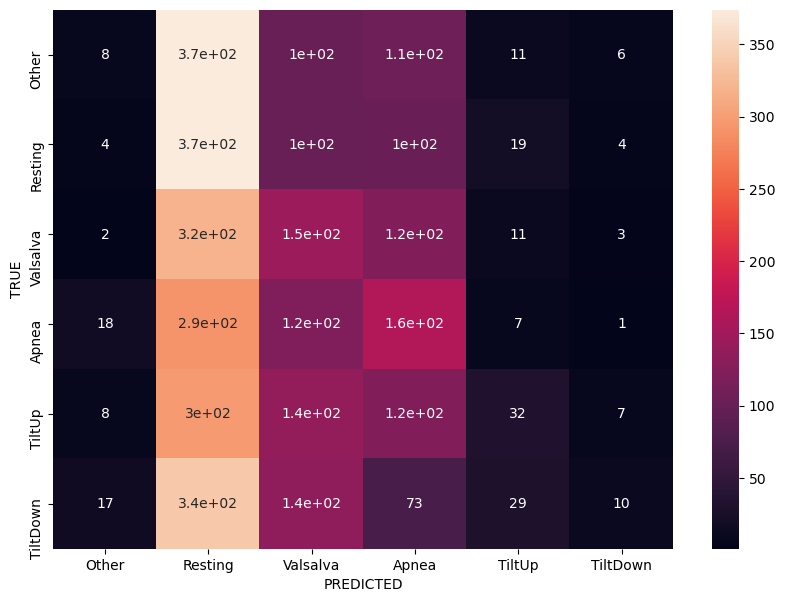 Other 8 3.7e+02 1e+02 1.1e+02 11 6
Resting 4 3.7e+02 1e+02 1e+02 19 4
Valsalva 2 3.2e+02 1.5e+02 1.2e+02 11 3
Apnea 18 2.9e+02 1.2e+02 1.6e+02 7 1
TiltUp 8 3e+02 1.4e+02 1.2e+02 32 7
TiltDown 17 3.4e+02 1.4e+02 73 29 10
TRUE
Other Resting Valsalva Apnea TiltUp TiltDown
PREDICTED
350
300
250
200
150
100
50